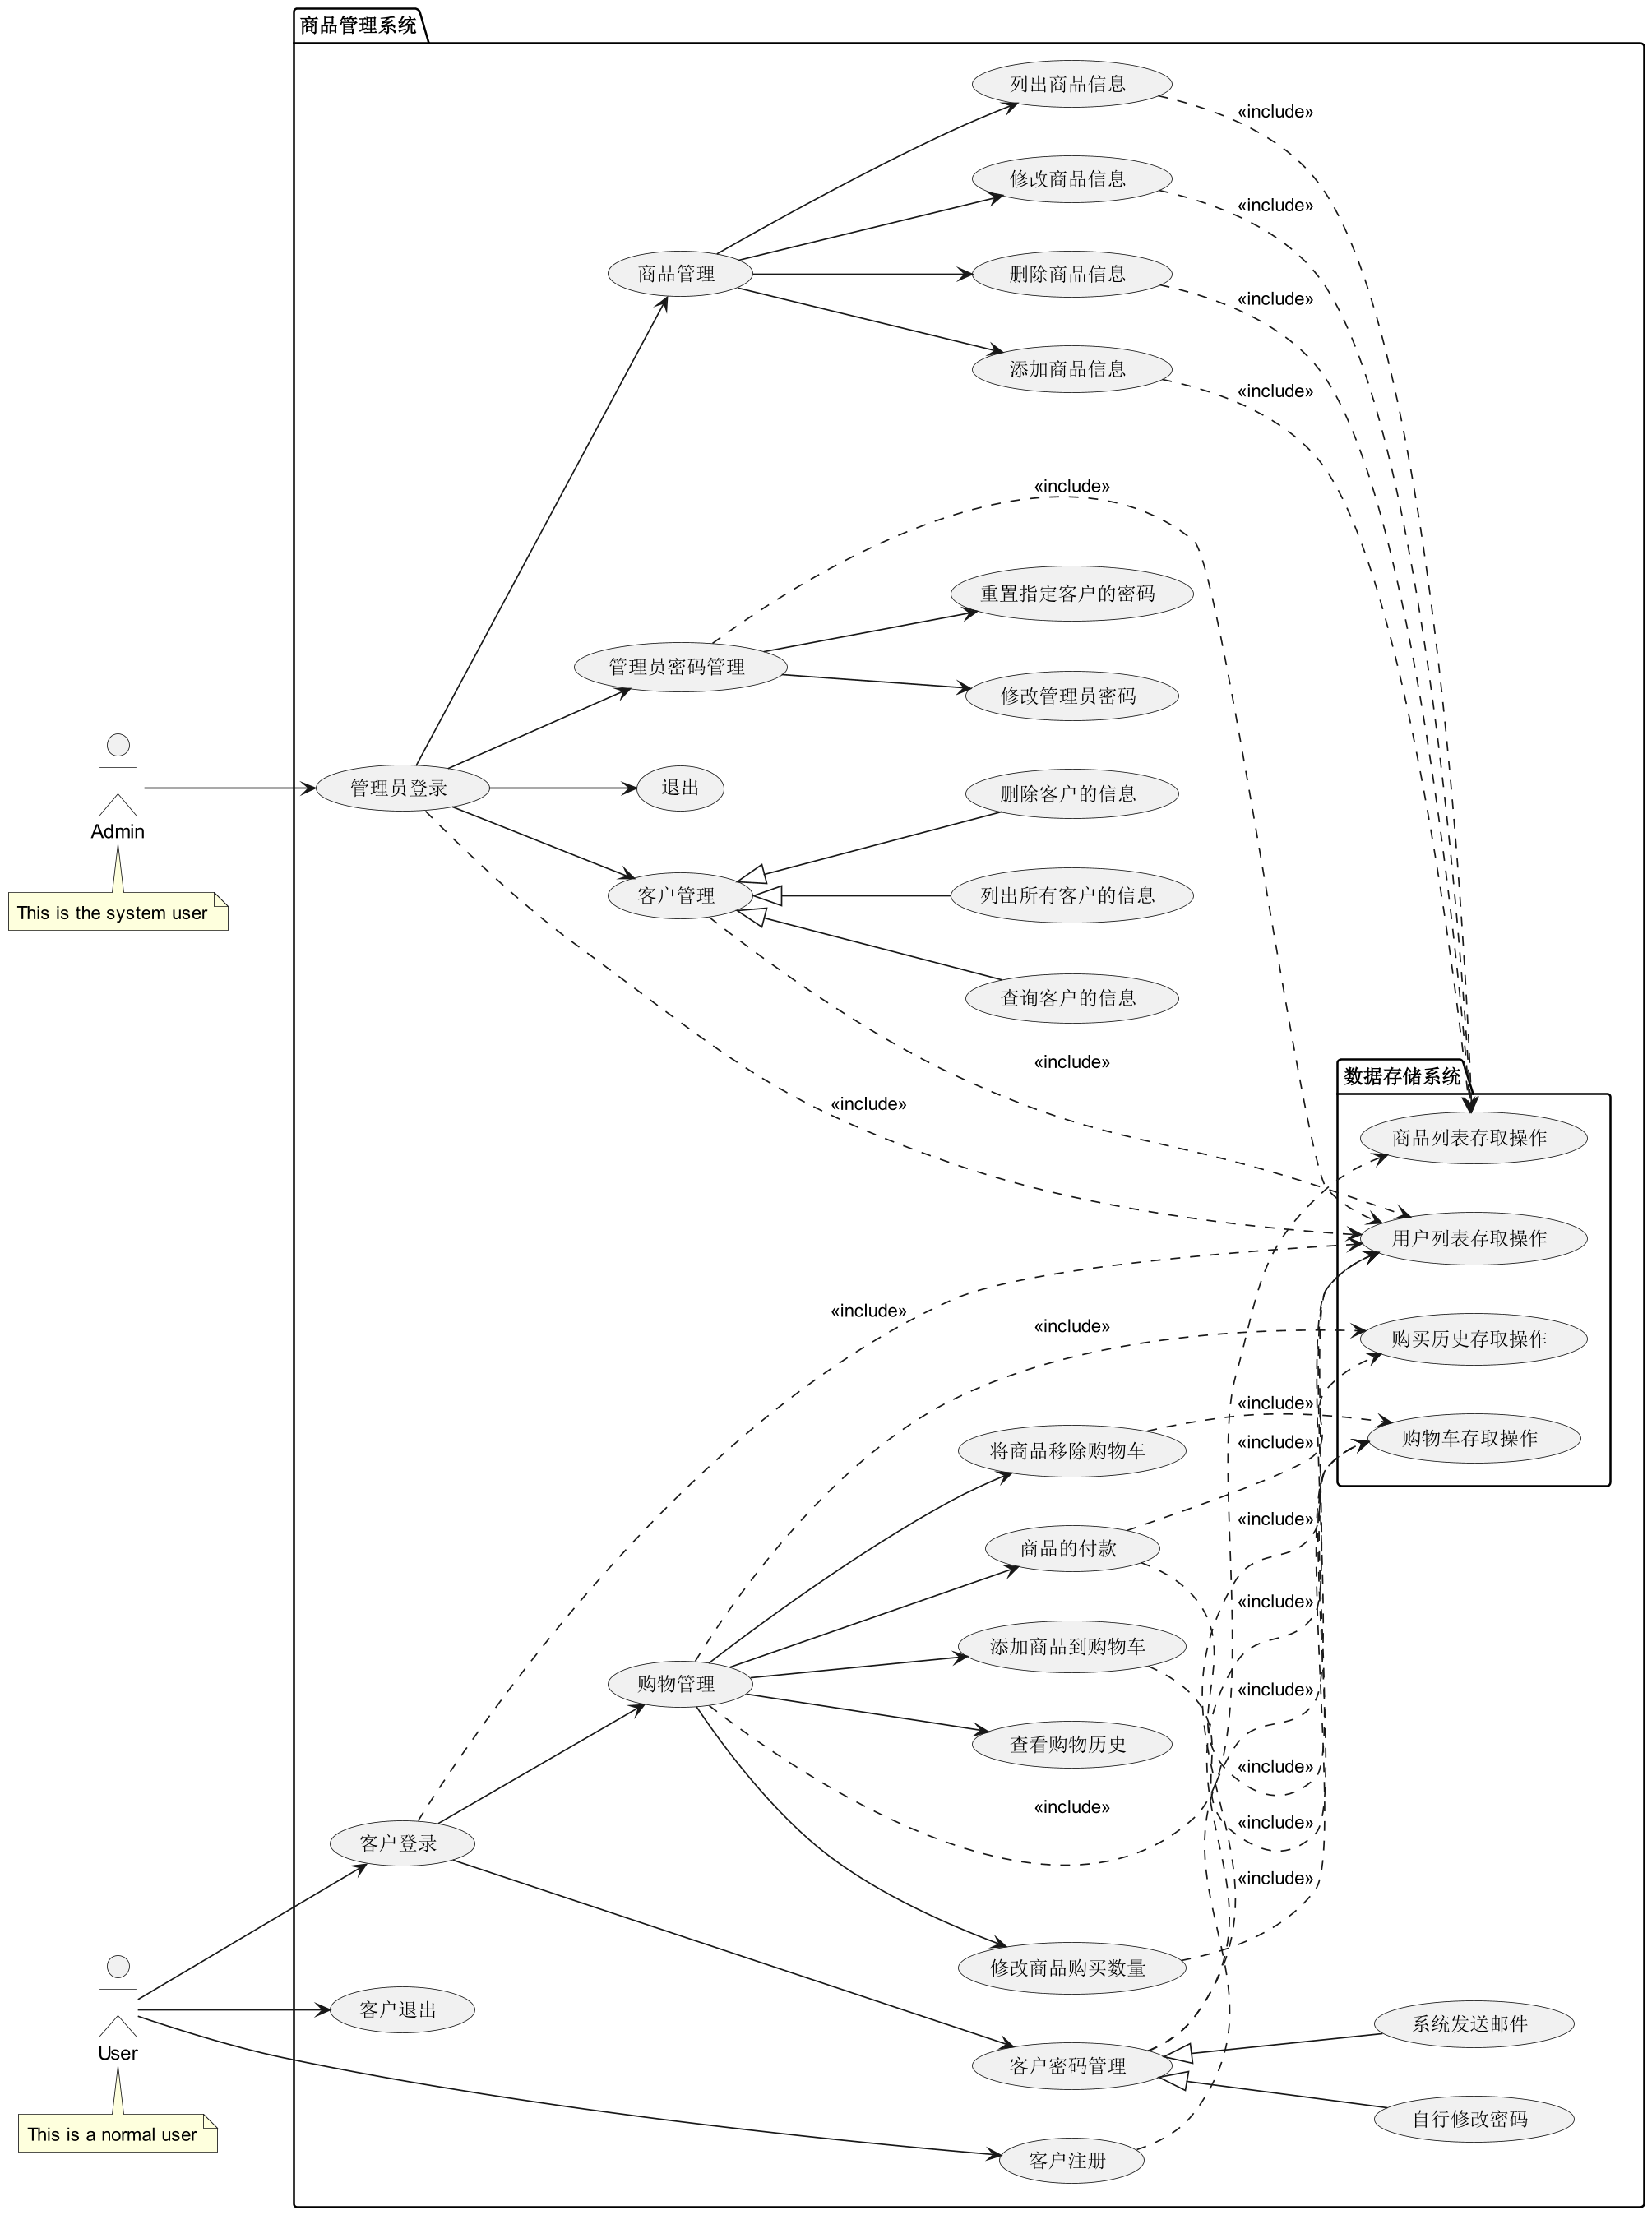 商品管理系统
列出商品信息
«include»
修改商品信息
«include»
商品管理
删除商品信息
«include»
添加商品信息
«include»
«include»
重置指定客户的密码
管理员密码管理
修改管理员密码
管理员登录
退出
删除客户的信息
Admin
客户管理
列出所有客户的信息
This is the system user
查询客户的信息
«include»
数据存储系统
«include»
商品列表存取操作
用户列表存取操作
«include»
«include»
购买历史存取操作
«include»
购物车存取操作
将商品移除购物车
«include»
«include»
商品的付款
«include»
添加商品到购物车
购物管理
«include»
查看购物历史
«include»
«include»
«include»
客户登录
«include»
修改商品购买数量
客户退出
系统发送邮件
User
客户密码管理
自行修改密码
This is a normal user
客户注册